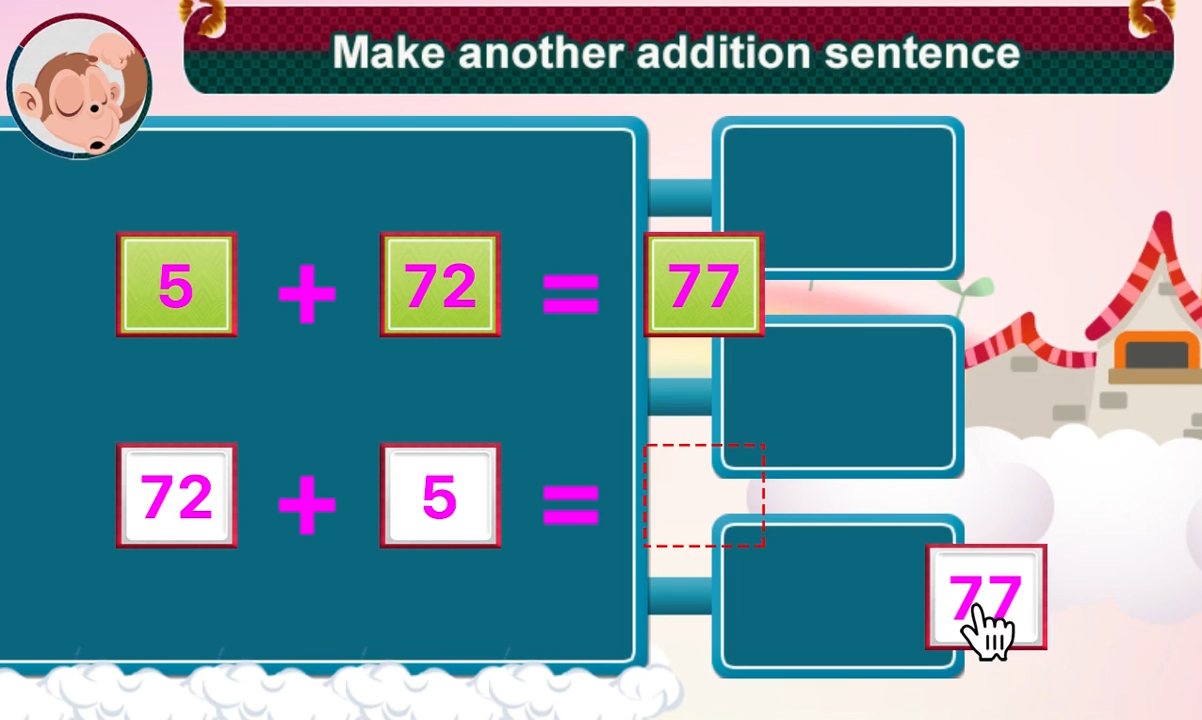 Make another addition sentence
5 + 72 = 77
72 + 5 =
77